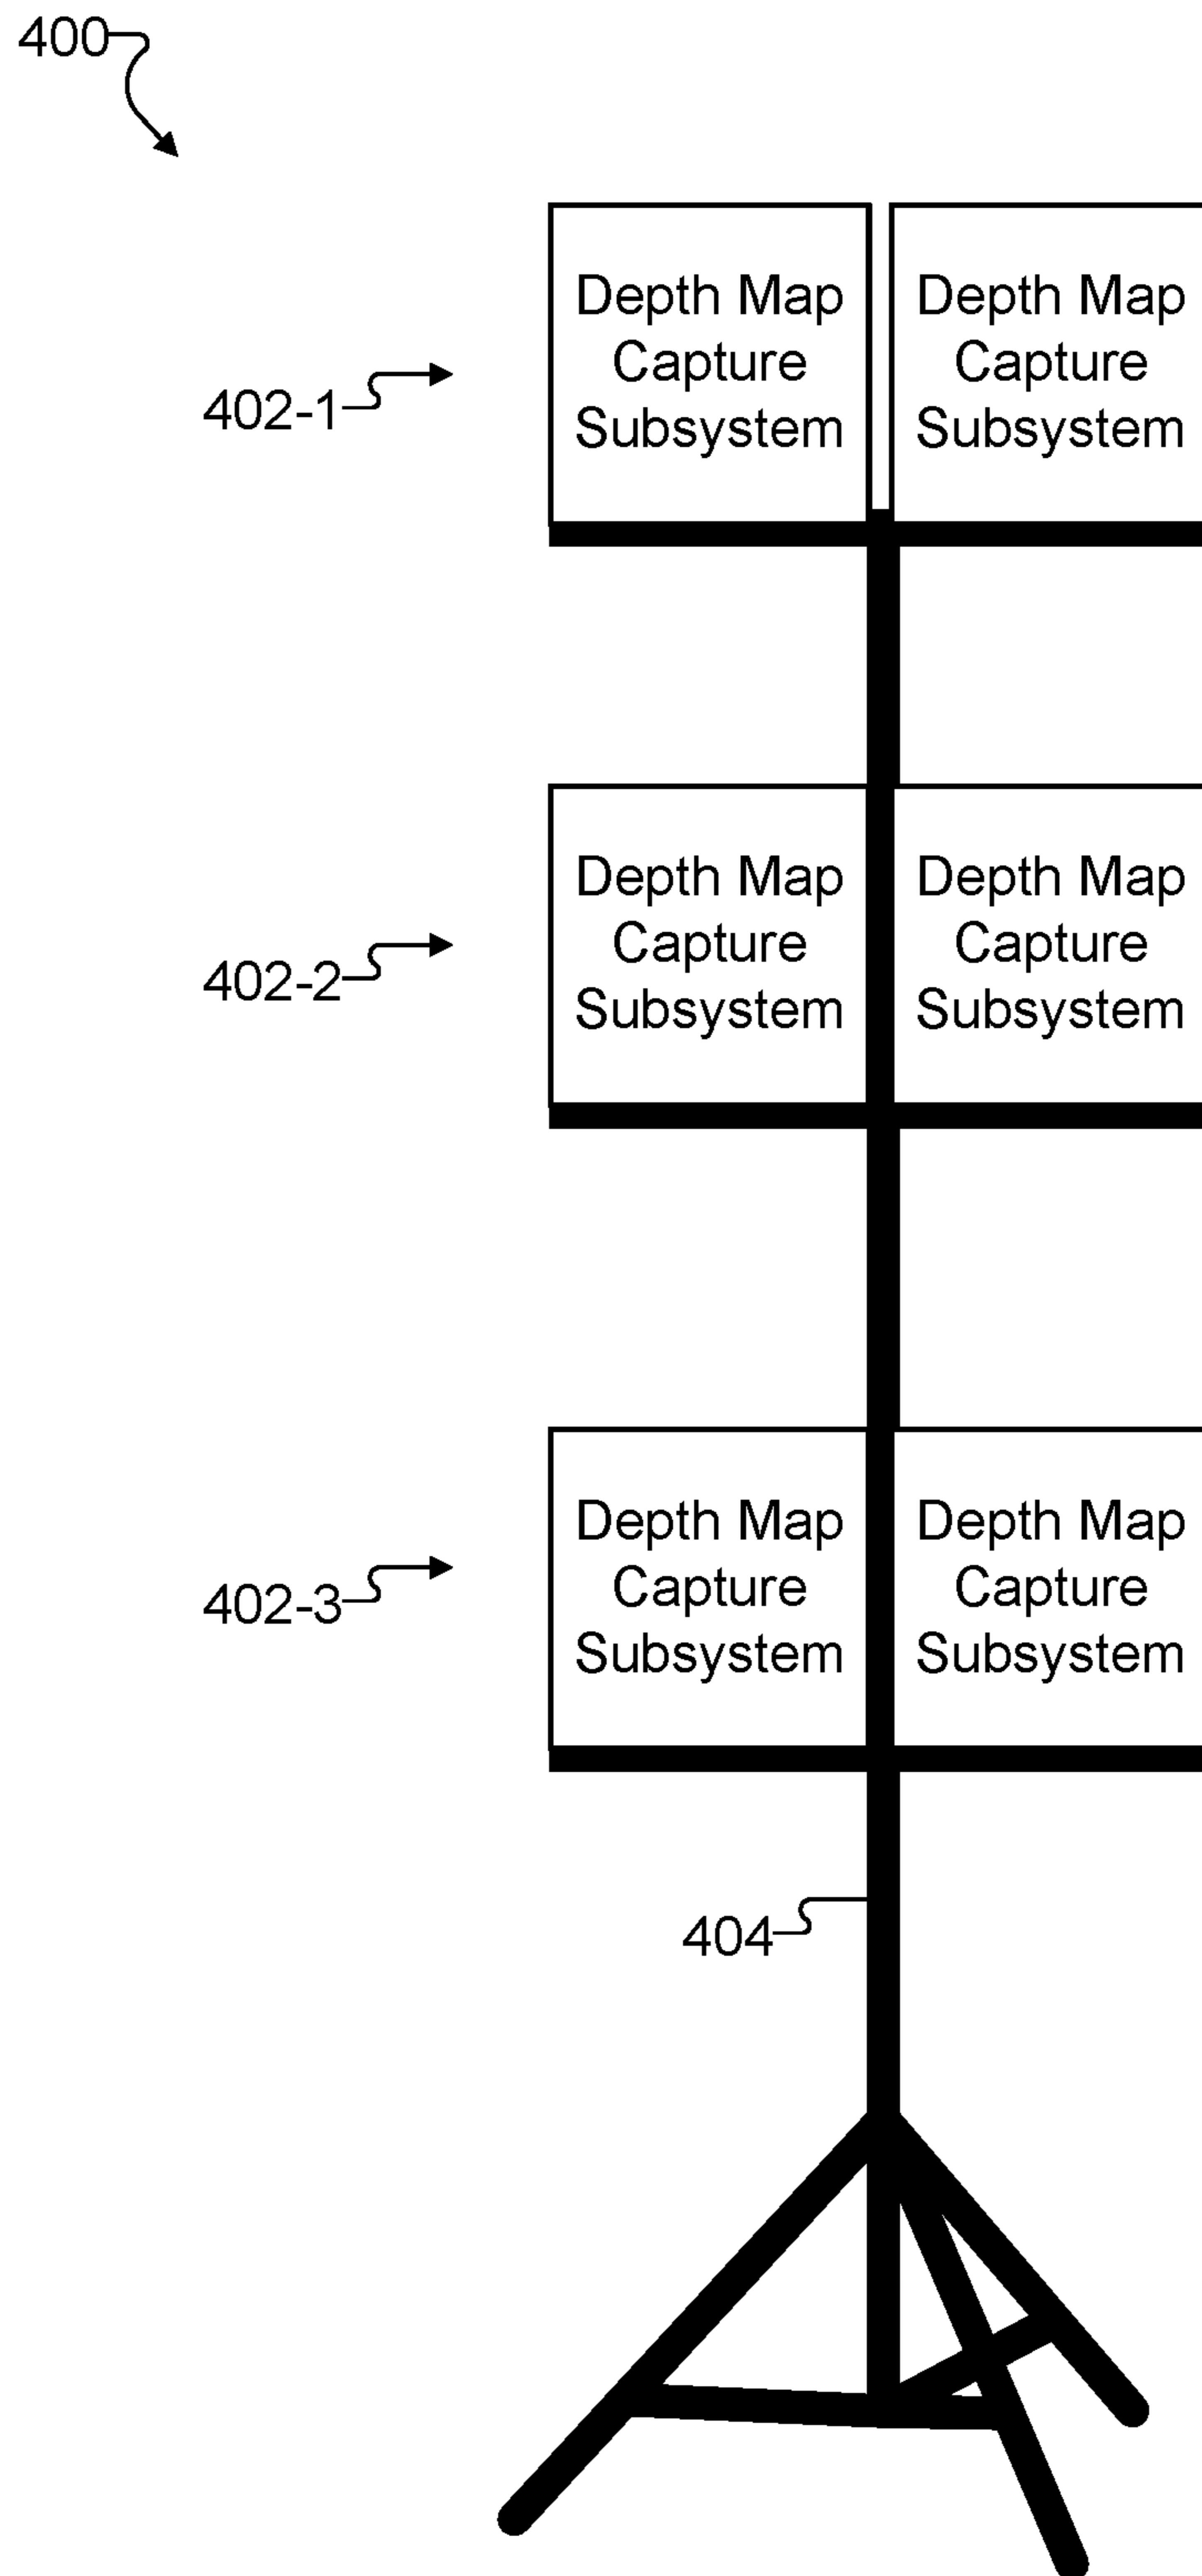 400
Depth Map Depth Map
Capture Capture
Subsystem Subsystem
402-1
Depth Map Depth Map
Capture Capture
Subsystem Subsystem
402-2
Depth Map Depth Map
Capture Capture
Subsystem Subsystem
402-3
404